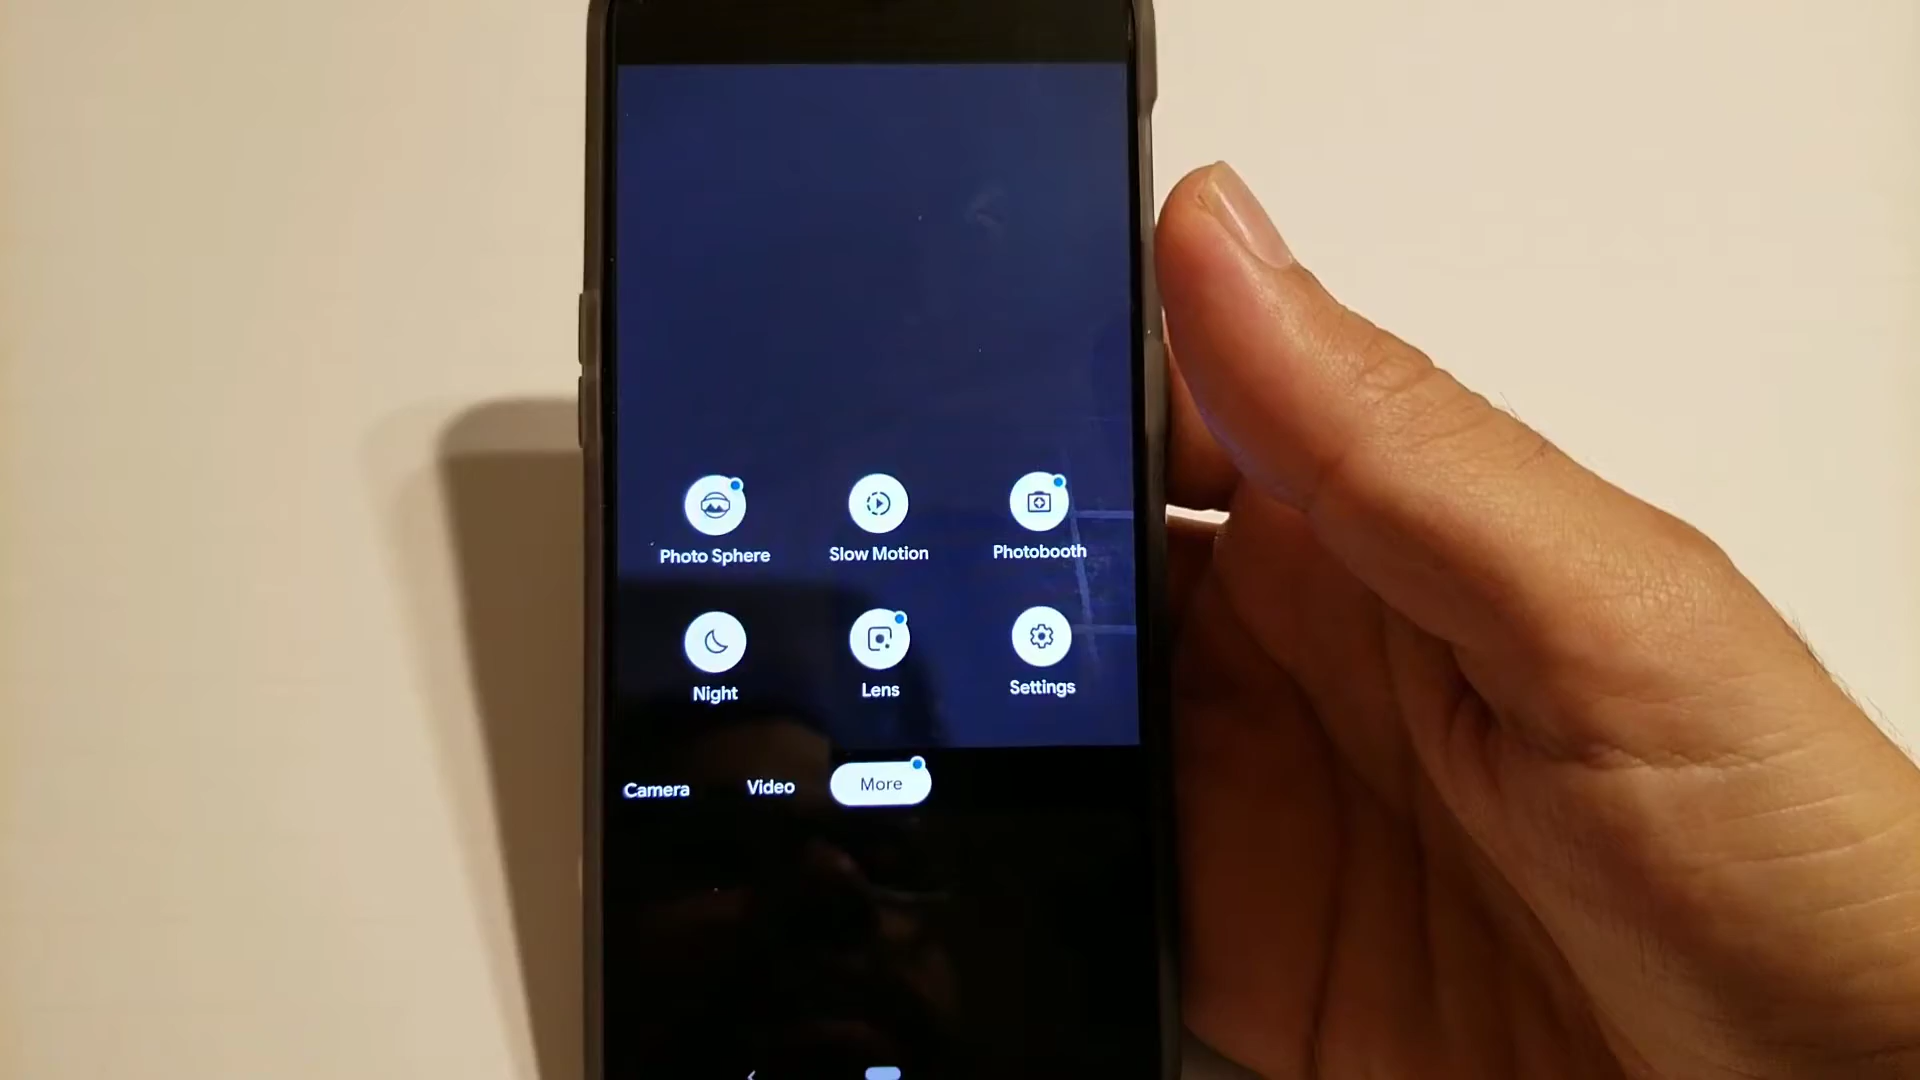 Photo Sphere
Slow Motion
Photobooth
Night
Lens
Settings
Camera
Video
More